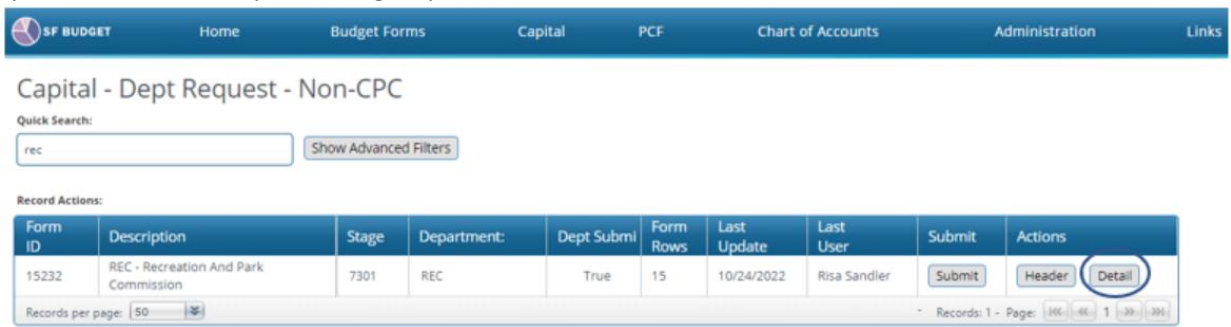 SF BUDGET Home Budget Forms Capital PCF Chart of Accounts Administration Links
Capital - Dept Request - Non-CPC
Quick Search:
rec Show Advanced Filters
Record Actions:
Form ID Description Stage Department: Dept Submi Form Rows Last Update Last User Submit Actions
15232 REC - Recreation And Park Commission 7301 REC True 15 10/24/2022 Risa Sandler Submit Header Detail
Records per page: 50 - Records: 1 - Page: 1